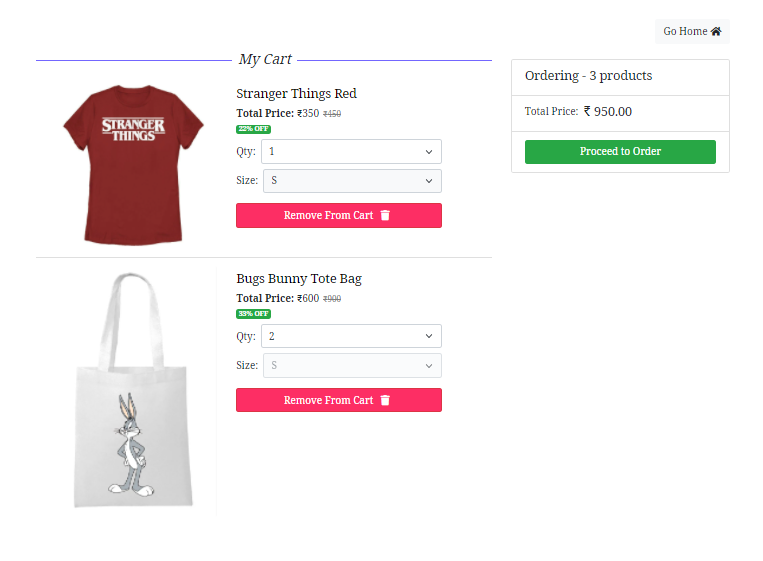 Go Home
My Cart
STRANGER
THINGS
Stranger Things Red
Total Price: ₹350 ₹450
22% OFF
Qty: 1
Size: S
Remove From Cart
Bugs Bunny Tote Bag
Total Price: ₹600 ₹900
33% OFF
Qty: 2
Size: S
Remove From Cart
Ordering - 3 products
Total Price: ₹ 950.00
Proceed to Order